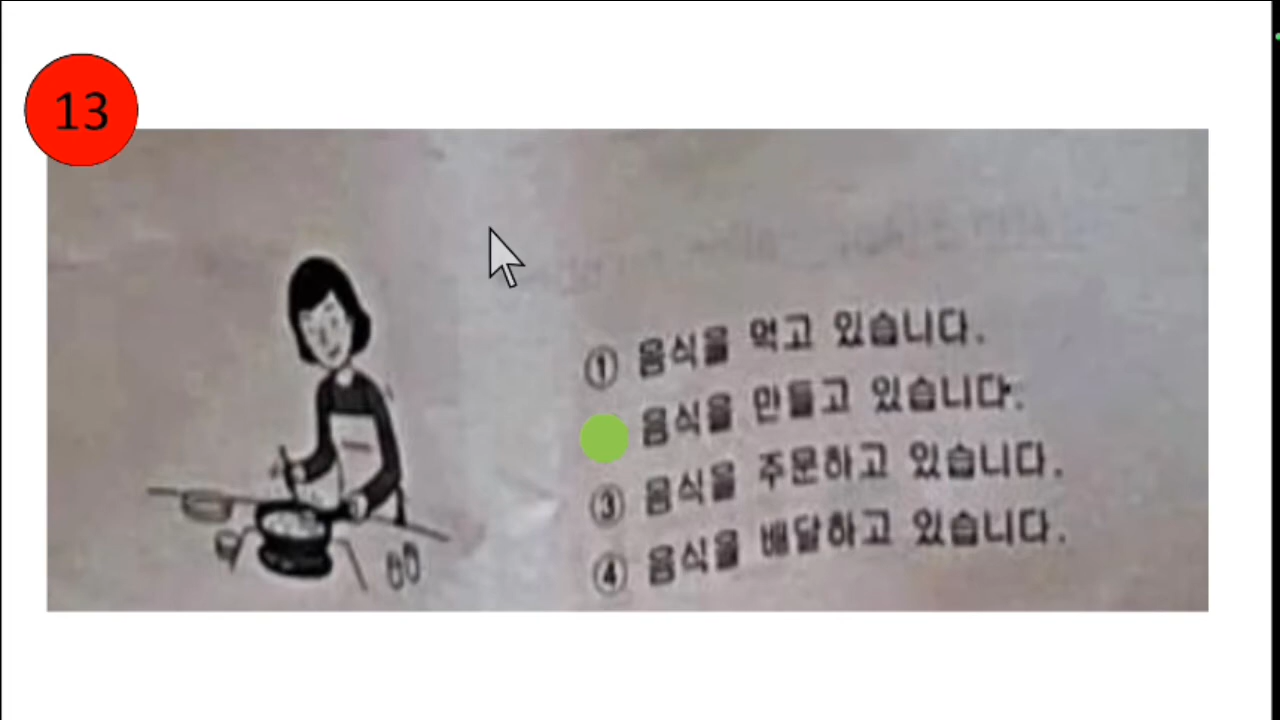 13
① 음식을 먹고 있습니다.
음식을 만들고 있습니다.
③ 음식을 주문하고 있습니다.
④ 음식을 배달하고 있습니다.